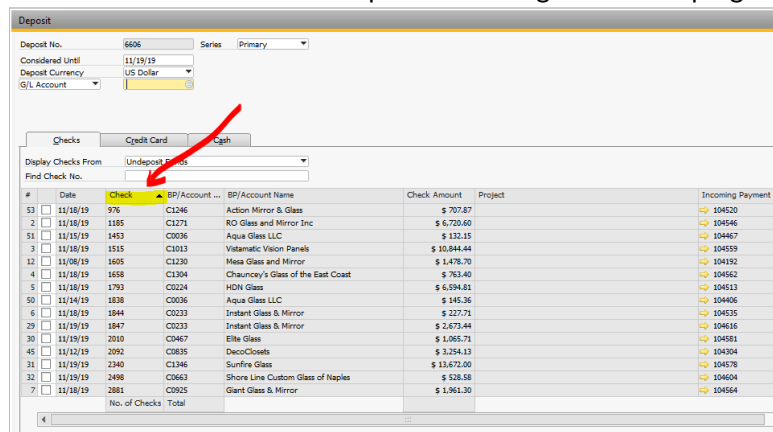 Deposit
Deposit No. 6606 Series Primary
Considered Until 11/19/19
Deposit Currency US Dollar
G/L Account
Checks Credit Card Cash
Display Checks From Undeposit Funds
Find Check No.
# Date Check BP/Account ... BP/Account Name Check Amount Project Incoming Payment
53 11/18/19 976 C1246 Action Mirror & Glass $ 707.87 104520
2 11/18/19 1185 C1271 RO Glass and Mirror Inc $ 6,720.60 104546
51 11/15/19 1453 C0036 Aqua Glass LLC $ 132.15 104467
3 11/18/19 1515 C1013 Vistamatic Vision Panels $ 10,844.44 104559
12 11/08/19 1605 C1230 Mesa Glass and Mirror $ 1,478.70 104192
4 11/18/19 1658 C1304 Chauncey's Glass of the East Coast $ 763.40 104562
5 11/18/19 1793 C0224 HDN Glass $ 6,594.81 104513
50 11/14/19 1838 C0036 Aqua Glass LLC $ 145.36 104406
6 11/18/19 1844 C0233 Instant Glass & Mirror $ 227.71 104535
29 11/19/19 1847 C0233 Instant Glass & Mirror $ 2,673.44 104616
30 11/19/19 2010 C0467 Elite Glass $ 1,065.71 104581
45 11/12/19 2092 C0835 DecoClosets $ 3,254.13 104304
31 11/19/19 2340 C1346 Sunfire Glass $ 13,672.00 104578
32 11/19/19 2498 C0663 Shore Line Custom Glass of Naples $ 528.58 104604
7 11/18/19 2881 C0925 Giant Glass & Mirror $ 1,961.30 104564
No. of Checks Total